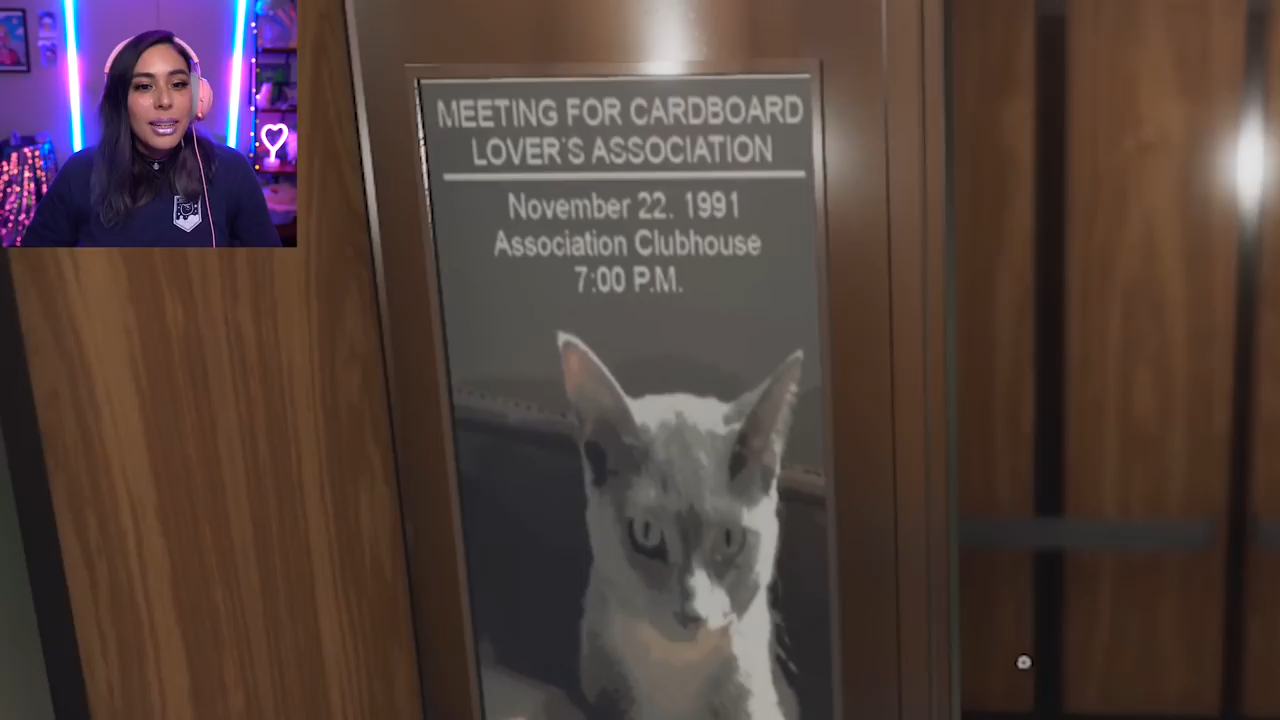 MEETING FOR CARDBOARD
LOVER'S ASSOCIATION
November 22. 1991
Association Clubhouse
7:00 P.M.